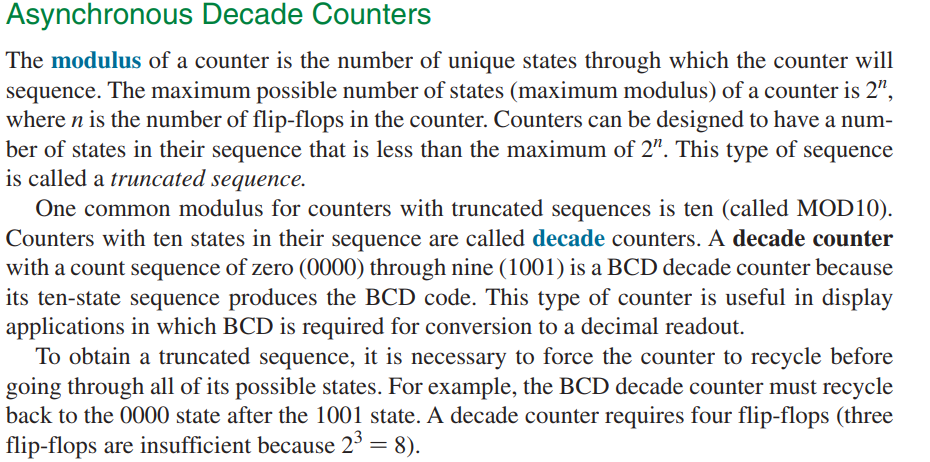 Asynchronous Decade Counters
The modulus of a counter is the number of unique states through which the counter will
sequence. The maximum possible number of states (maximum modulus) of a counter is 2ⁿ,
where n is the number of flip-flops in the counter. Counters can be designed to have a num-
ber of states in their sequence that is less than the maximum of 2ⁿ. This type of sequence
is called a truncated sequence.
One common modulus for counters with truncated sequences is ten (called MOD10).
Counters with ten states in their sequence are called decade counters. A decade counter
with a count sequence of zero (0000) through nine (1001) is a BCD decade counter because
its ten-state sequence produces the BCD code. This type of counter is useful in display
applications in which BCD is required for conversion to a decimal readout.
To obtain a truncated sequence, it is necessary to force the counter to recycle before
going through all of its possible states. For example, the BCD decade counter must recycle
back to the 0000 state after the 1001 state. A decade counter requires four flip-flops (three
flip-flops are insufficient because 2³ = 8).